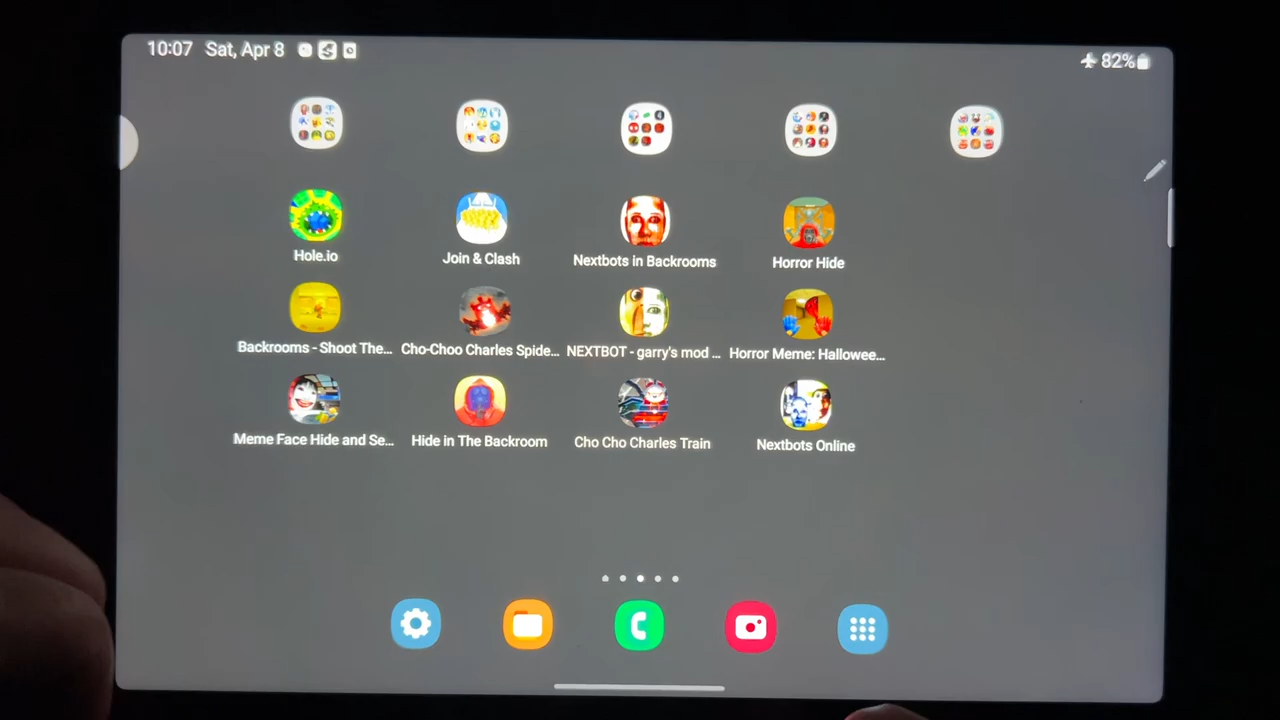 10:07 Sat, Apr 8
82%
Hole.io
Join & Clash
Nextbots in Backrooms
Horror Hide
Backrooms - Shoot The...
Cho-Choo Charles Spide...
NEXTBOT - garry's mod ...
Horror Meme: Hallowee...
Meme Face Hide and Se...
Hide in The Backroom
Cho Cho Charles Train
Nextbots Online